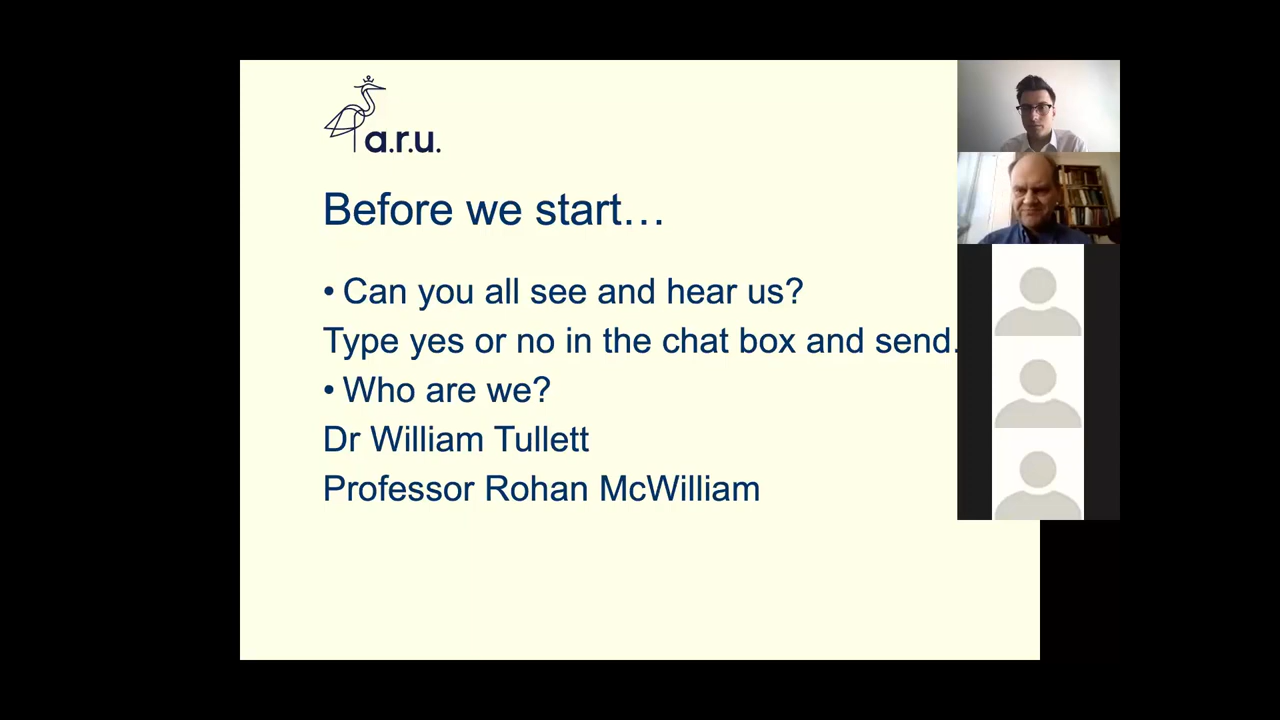 a.r.u.
Before we start…
• Can you all see and hear us?
Type yes or no in the chat box and send.
• Who are we?
Dr William Tullett
Professor Rohan McWilliam